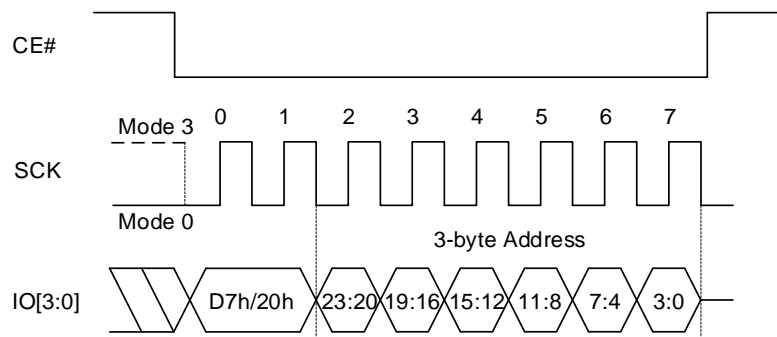 CE#
Mode 3
0 1 2 3 4 5 6 7
SCK
Mode 0
3-byte Address
IO[3:0]
D7h/20h 23:20 19:16 15:12 11:8 7:4 3:0